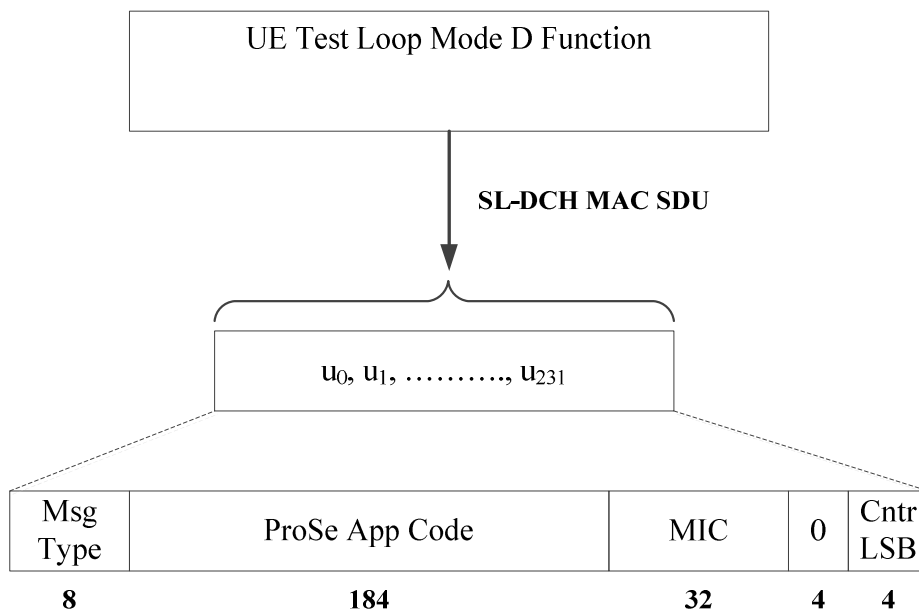 UE Test Loop Mode D Function
SL-DCH MAC SDU
u₀, u₁, ………., u₂₃₁
Msg Type
ProSe App Code
MIC
0
Cntr LSB
8
184
32
4
4